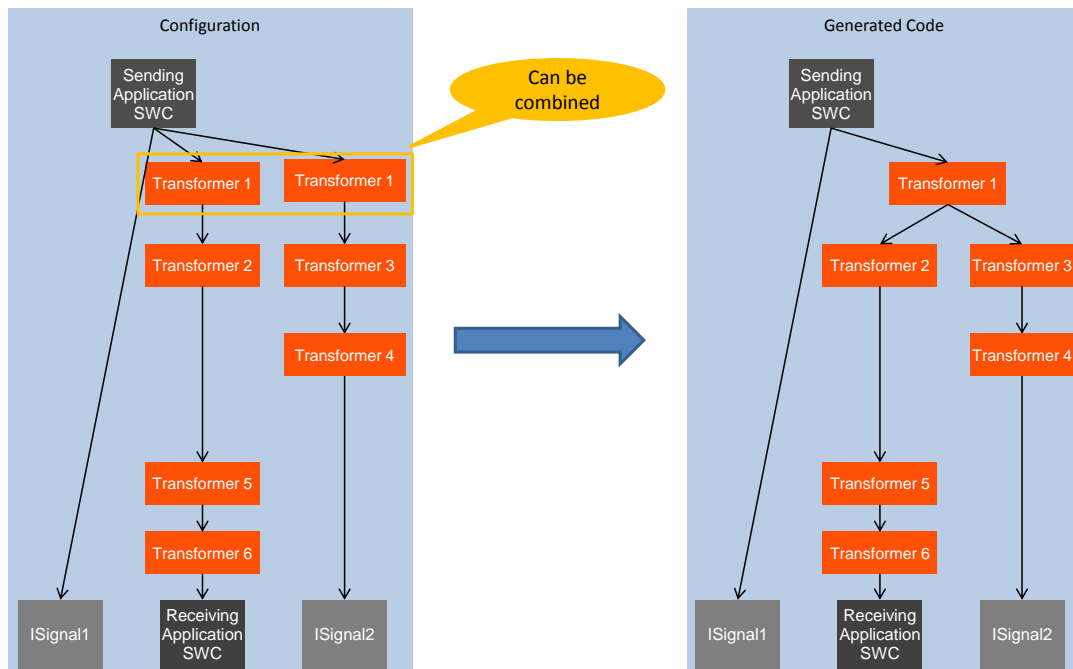 Configuration
Sending
Application
SWC
Can be
combined
Transformer 1
Transformer 1
Transformer 2
Transformer 3
Transformer 4
Transformer 5
Transformer 6
ISignal1
Receiving
Application
SWC
ISignal2
Generated Code
Sending
Application
SWC
Transformer 1
Transformer 2
Transformer 3
Transformer 4
Transformer 5
Transformer 6
ISignal1
Receiving
Application
SWC
ISignal2